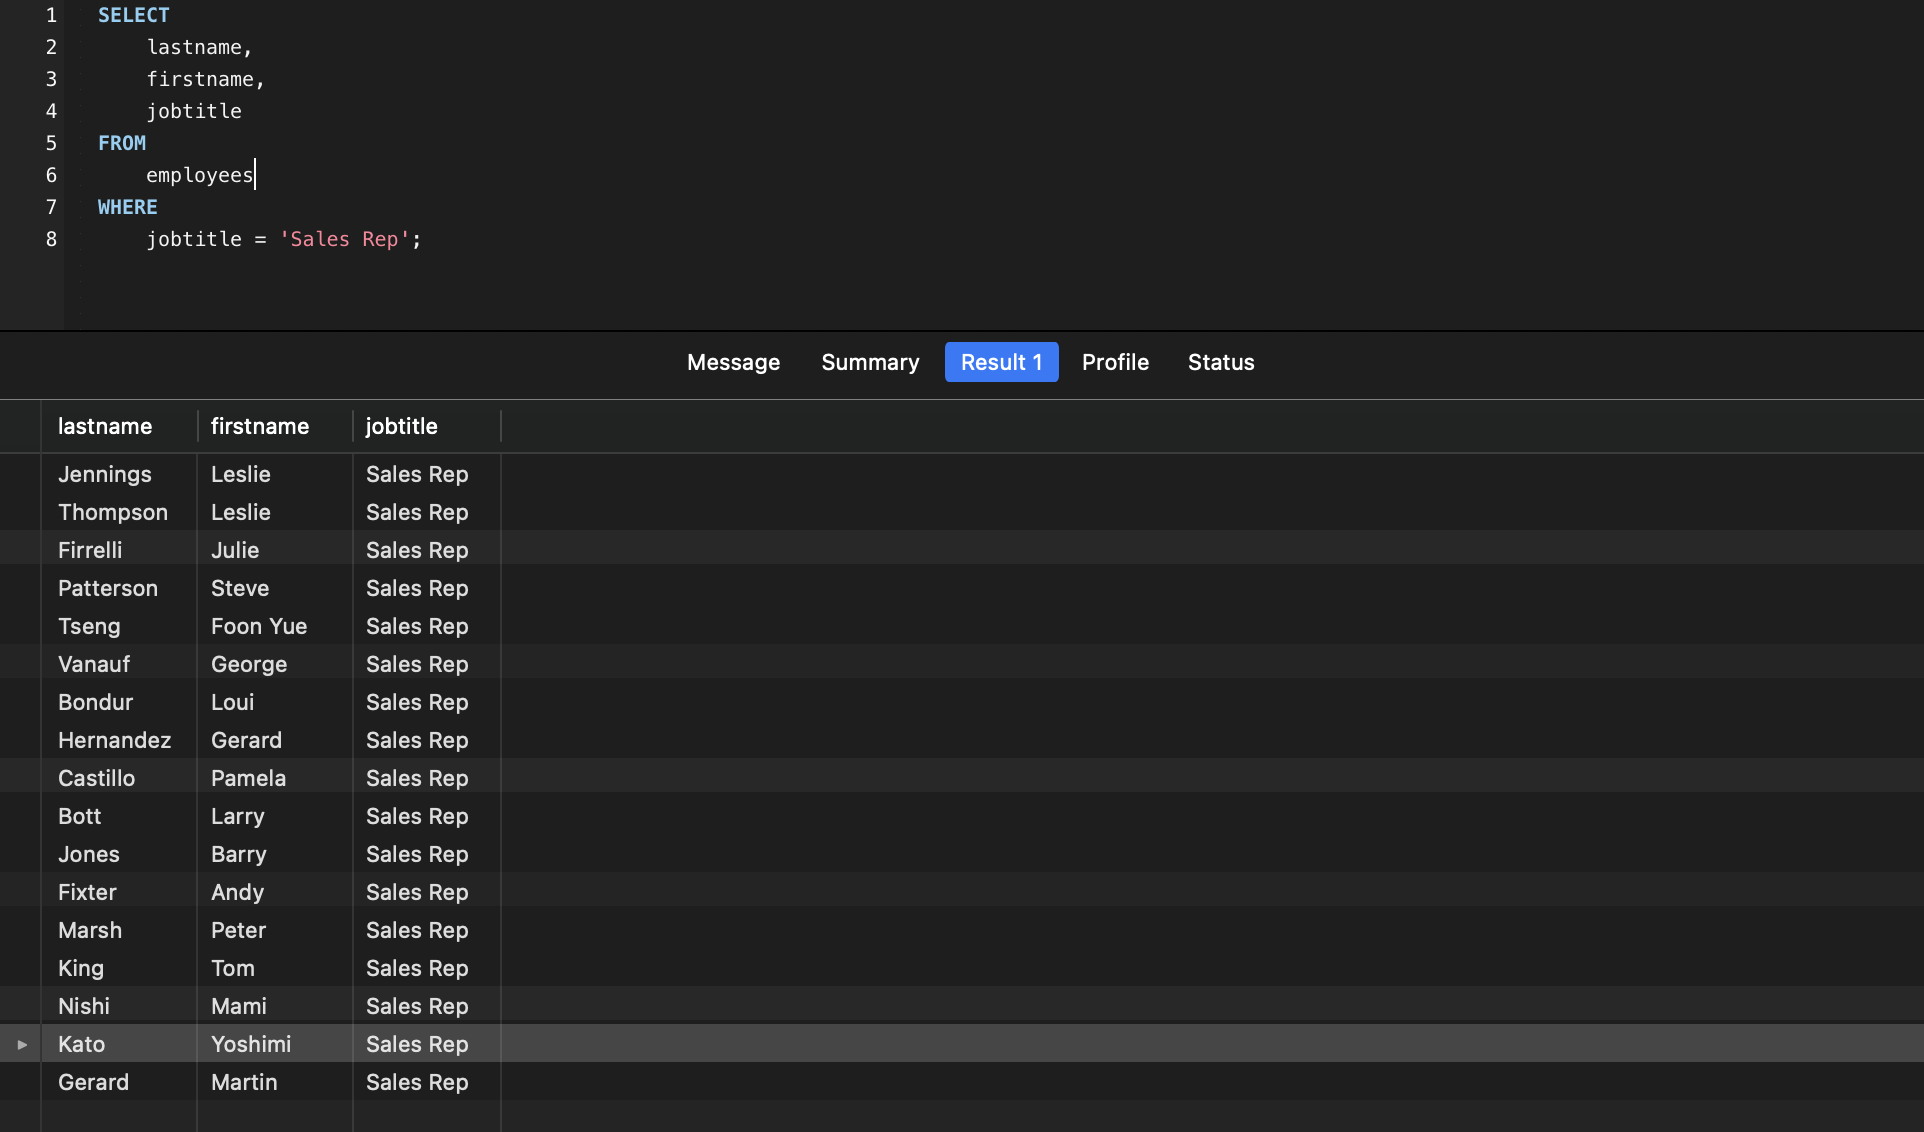 1 SELECT
2 lastname,
3 firstname,
4 jobtitle
5 FROM
6 employees
7 WHERE
8 jobtitle = 'Sales Rep';
Message Summary Result 1 Profile Status
lastname firstname jobtitle
Jennings Leslie Sales Rep
Thompson Leslie Sales Rep
Firrelli Julie Sales Rep
Patterson Steve Sales Rep
Tseng Foon Yue Sales Rep
Vanauf George Sales Rep
Bondur Loui Sales Rep
Hernandez Gerard Sales Rep
Castillo Pamela Sales Rep
Bott Larry Sales Rep
Jones Barry Sales Rep
Fixter Andy Sales Rep
Marsh Peter Sales Rep
King Tom Sales Rep
Nishi Mami Sales Rep
Kato Yoshimi Sales Rep
Gerard Martin Sales Rep